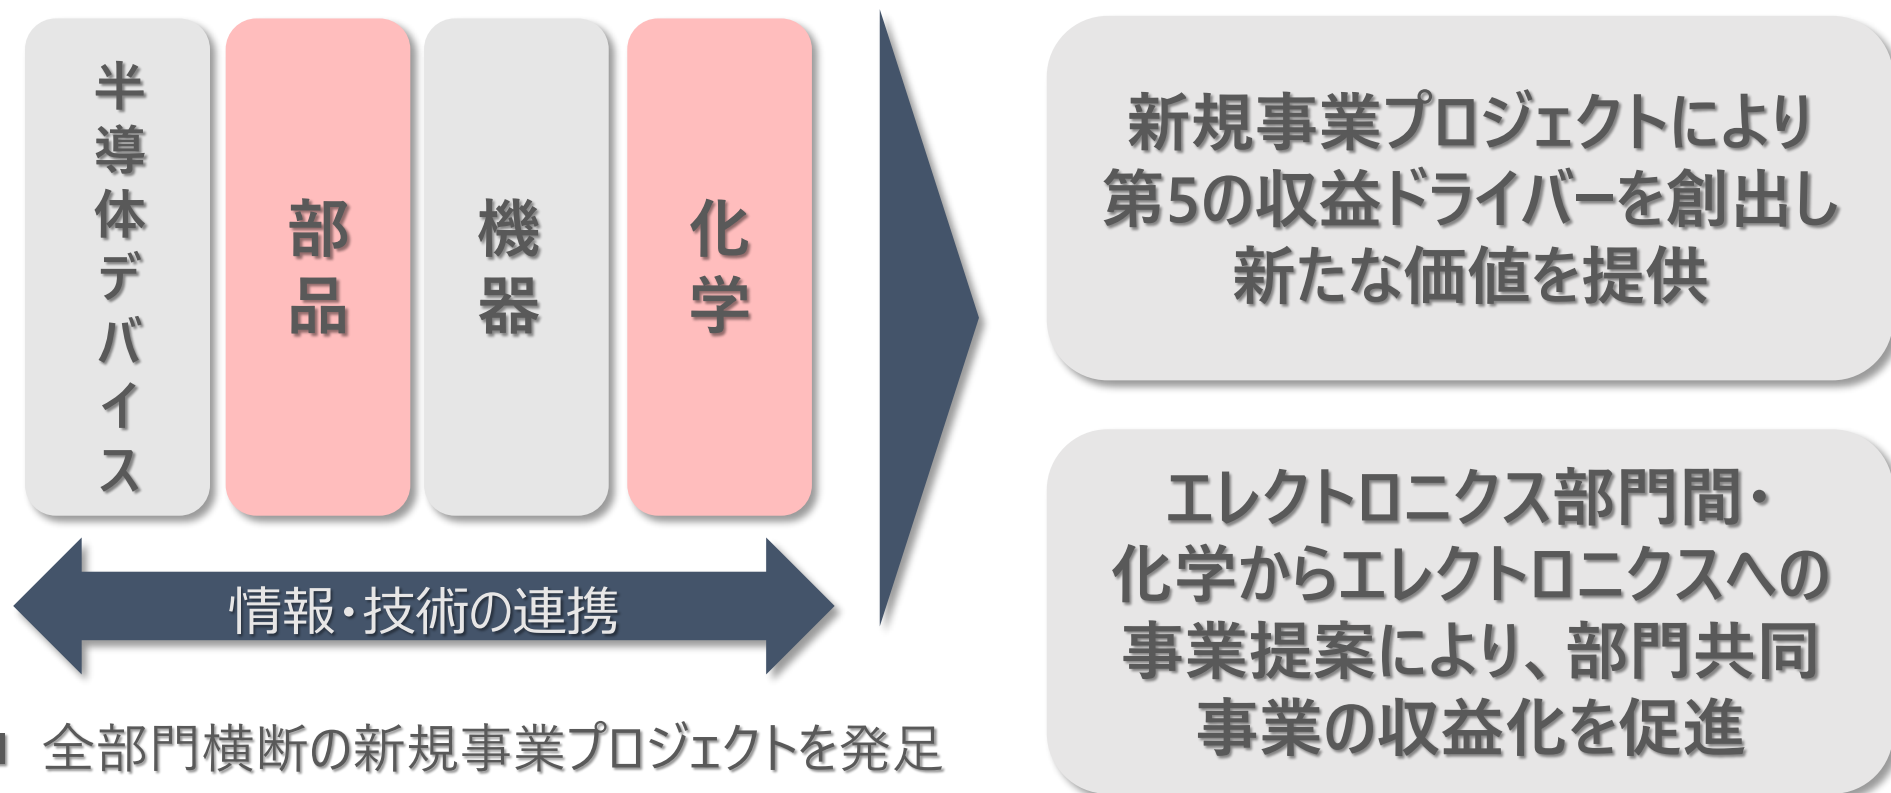 半導体デバイス
部品
機器
化学
情報・技術の連携
全部門横断の新規事業プロジェクトを発足
新規事業プロジェクトにより
第5の収益ドライバーを創出し
新たな価値を提供
エレクトロニクス部門間・
化学からエレクトロニクスへの
事業提案により、部門共同
事業の収益化を促進